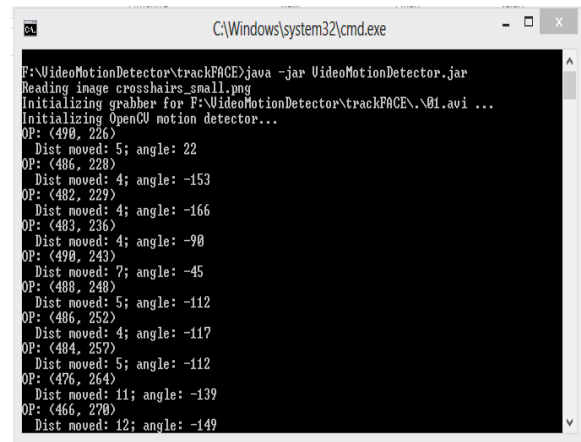 C:\Windows\system32\cmd.exe
F:\VideoMotionDetector\trackFACE>java -jar VideoMotionDetector.jar
Reading image crosshairs_small.png
Initializing grabber for F:\VideoMotionDetector\trackFACE\.\01.avi ...
Initializing OpenCV motion detector...
OP: (490, 226)
Dist moved: 5; angle: 22
OP: (486, 228)
Dist moved: 4; angle: -153
OP: (482, 229)
Dist moved: 4; angle: -166
OP: (483, 236)
Dist moved: 4; angle: -90
OP: (490, 243)
Dist moved: 7; angle: -45
OP: (488, 248)
Dist moved: 5; angle: -112
OP: (486, 252)
Dist moved: 4; angle: -117
OP: (484, 257)
Dist moved: 5; angle: -112
OP: (476, 264)
Dist moved: 11; angle: -139
OP: (466, 270)
Dist moved: 12; angle: -149